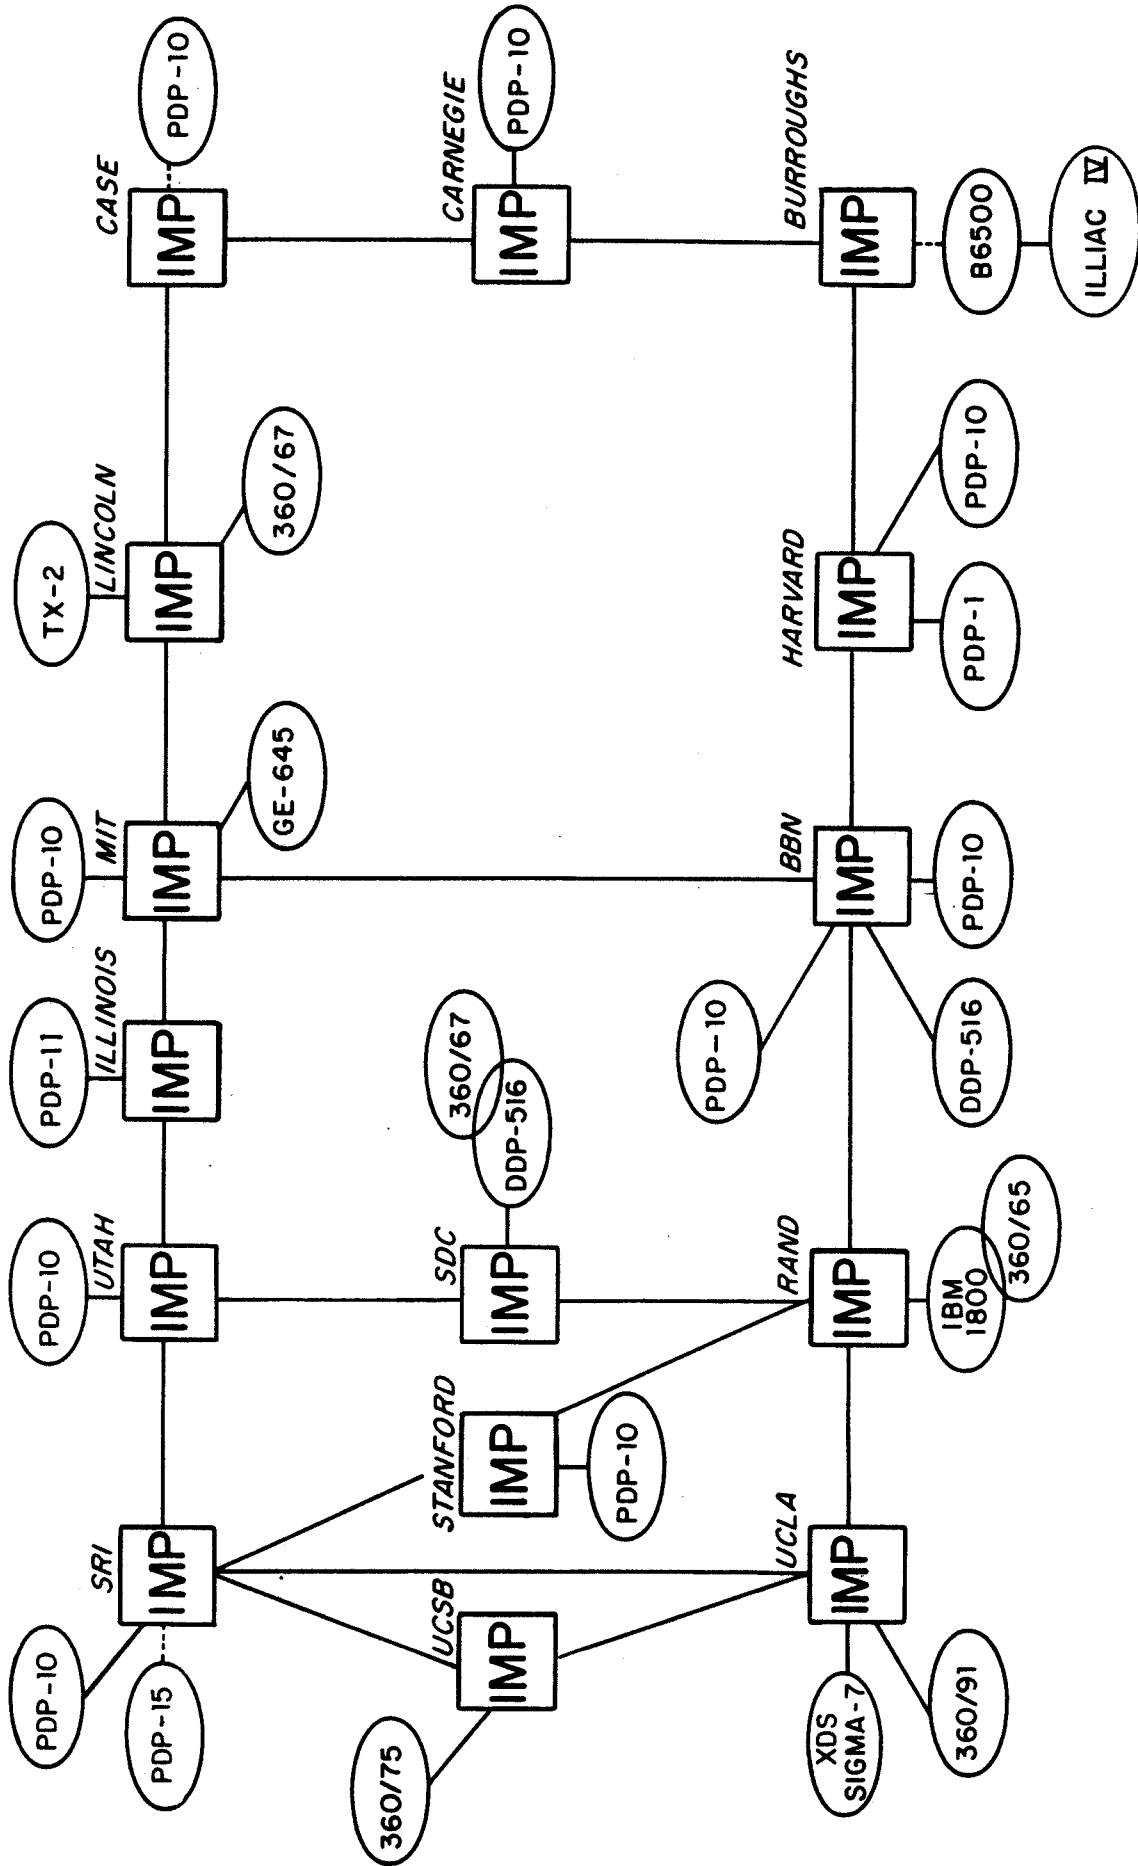 PDP-10
PDP-10
PDP-11
PDP-10
TX-2
SRI
UTAH
ILLINOIS
MIT
LINCOLN
CASE
PDP-15
IMP
IMP
IMP
IMP
IMP
IMP
PDP-10
GE-645
360/67
360/75
UCSB
STANFORD
SDC
360/67
CARNEGIE
IMP
IMP
IMP
DDP-516
IMP
PDP-10
PDP-10
PDP-10
UCLA
RAND
BBN
HARVARD
BURROUGHS
XDS
SIGMA-7
IMP
IMP
IMP
IMP
IMP
360/91
IBM
1800
360/65
DDP-516
PDP-10
PDP-1
PDP-10
B6500
ILLIAC IV